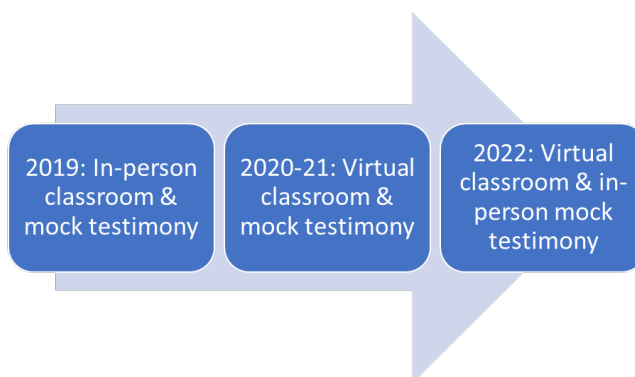 2019: In-person
classroom &
mock testimony
2020-21: Virtual
classroom &
mock testimony
2022: Virtual
classroom & in-
person mock
testimony